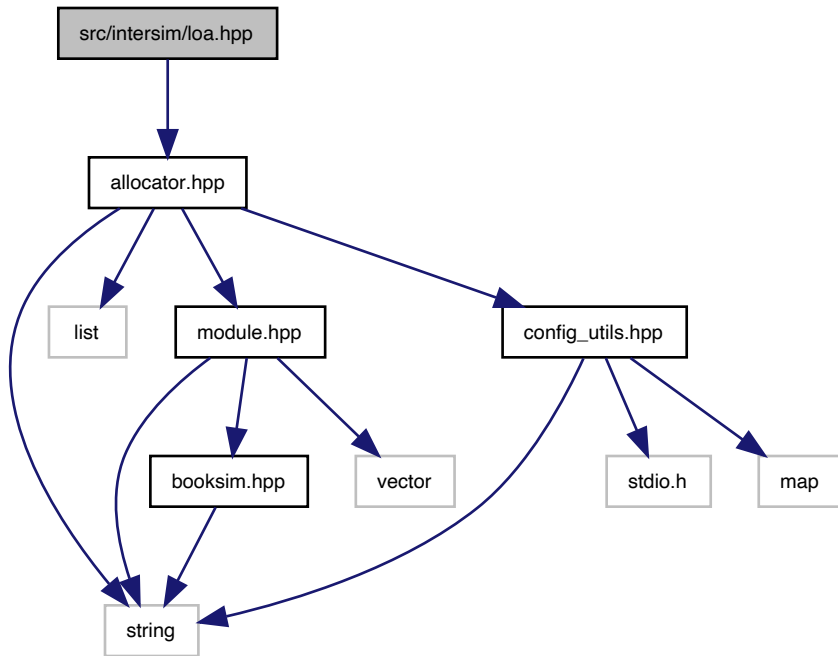 src/intersim/loa.hpp
allocator.hpp
list
module.hpp
config_utils.hpp
booksim.hpp
vector
stdio.h
map
string